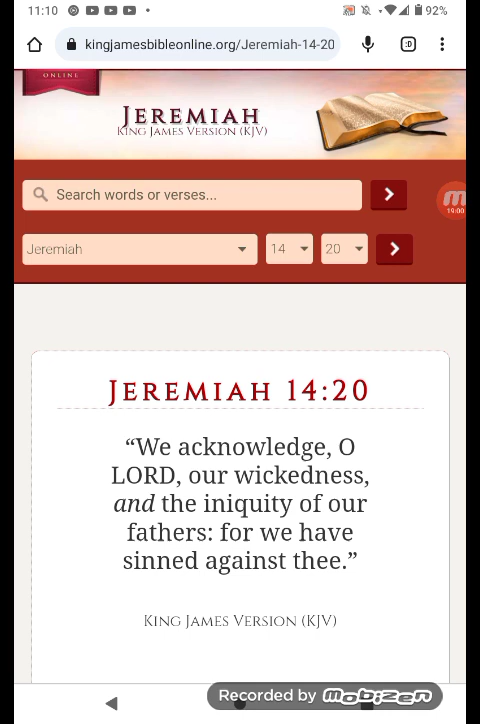 11:10
92%
kingjamesbibleonline.org/Jeremiah-14-20
:D
ONLINE
JEREMIAH
KING JAMES VERSION (KJV)
Search words or verses...
19:00
Jeremiah 14 20
JEREMIAH 14:20
“We acknowledge, O
LORD, our wickedness,
and the iniquity of our
fathers: for we have
sinned against thee.”
KING JAMES VERSION (KJV)
Recorded by mobizen